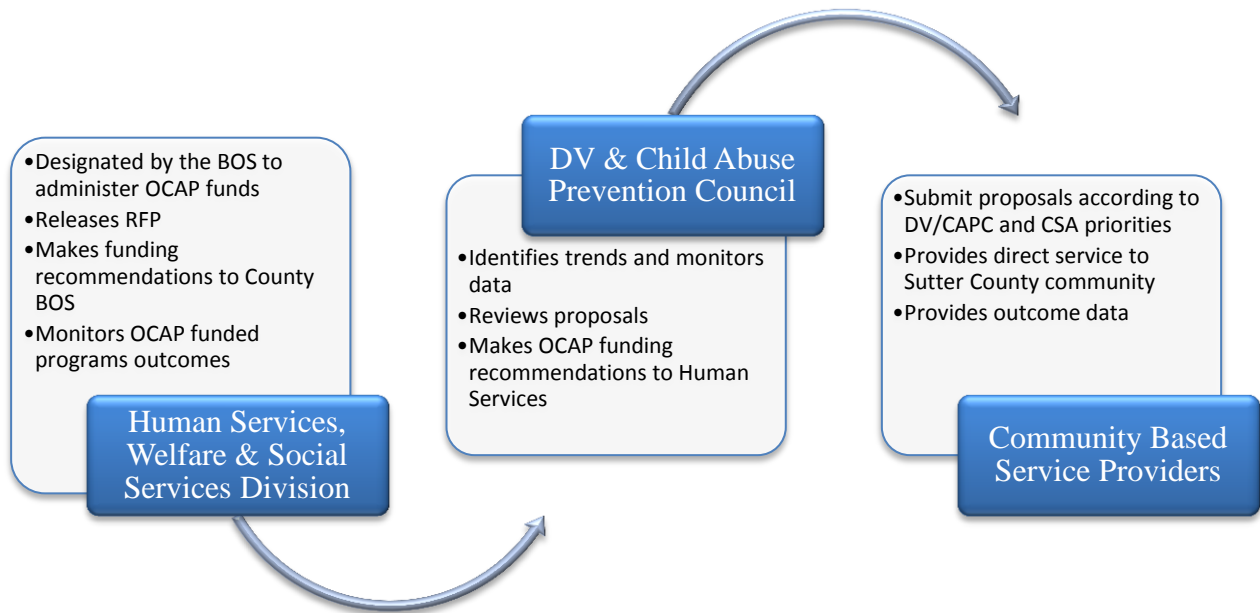 •Designated by the BOS to
administer OCAP funds
•Releases RFP
•Makes funding
recommendations to County
BOS
•Monitors OCAP funded
programs outcomes
Human Services,
Welfare & Social
Services Division
DV & Child Abuse
Prevention Council
•Identifies trends and monitors
data
•Reviews proposals
•Makes OCAP funding
recommendations to Human
Services
•Submit proposals according to
DV/CAPC and CSA priorities
•Provides direct service to
Sutter County community
•Provides outcome data
Community Based
Service Providers